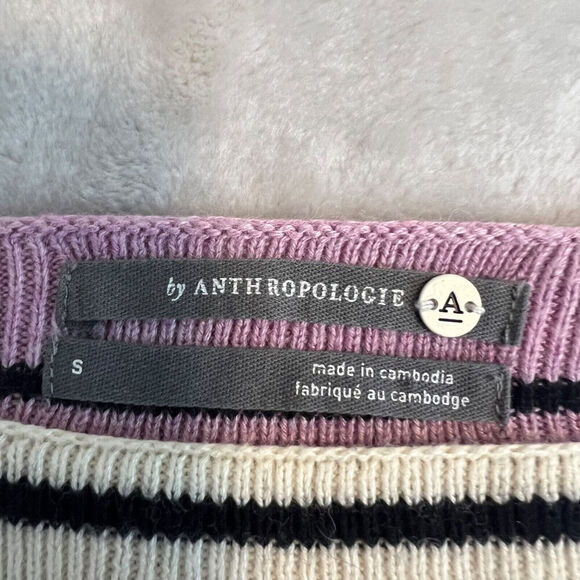 by ANTHROPOLOGIE A
S
made in cambodia
fabriqué au cambodge